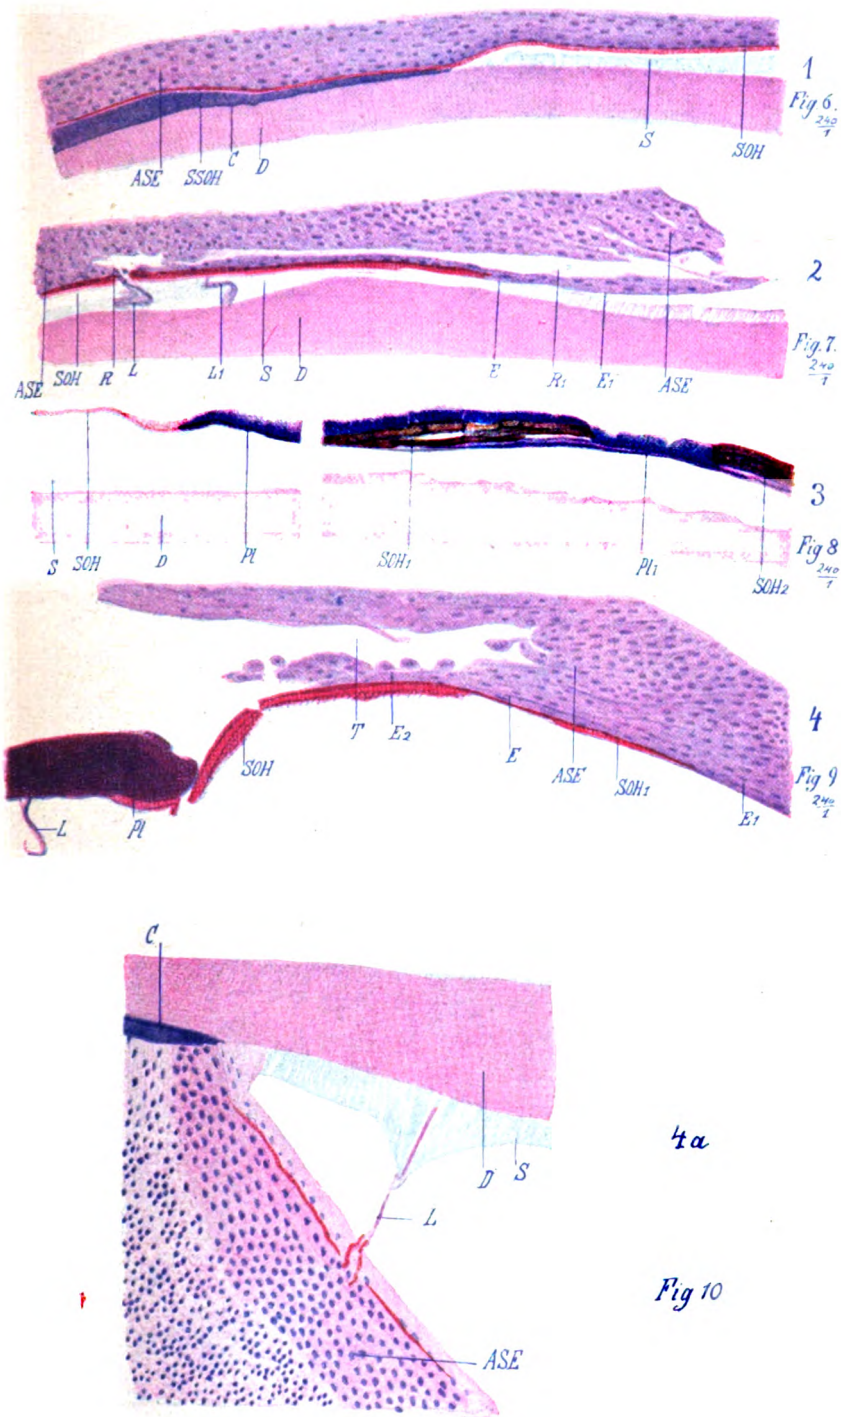 1
Fig. 6.
240
1
ASE SSOH C D S SOH
2
Fig. 7.
240
1
ASE SOH R L L1 S D E R1 E1 ASE
3
Fig 8
240
1
S SOH D Pl SOH1 Pl1 SOH2
4
Fig 9
240
1
L Pl SOH T E2 E ASE SOH1 E1
C
4a
D S
L
Fig 10
ASE